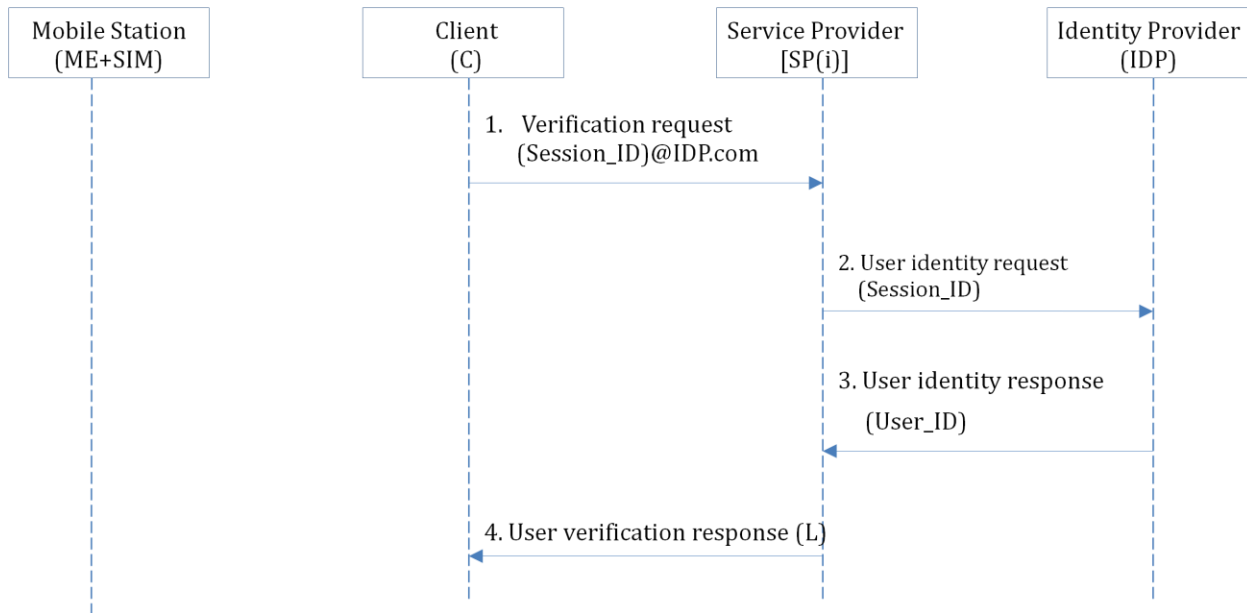 Mobile Station
(ME+SIM)
Client
(C)
Service Provider
[SP(i)]
Identity Provider
(IDP)
1. Verification request
(Session_ID)@IDP.com
2. User identity request
(Session_ID)
3. User identity response
(User_ID)
4. User verification response (L)